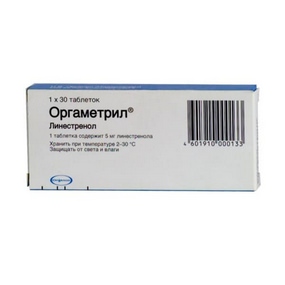 1 x 30 таблеток
Оргаметрил®
Линестренол
1 таблетка содержит 5 мг линестренола
Хранить при температуре 2-30 °C
Защищать от света и влаги
4 601910 000133